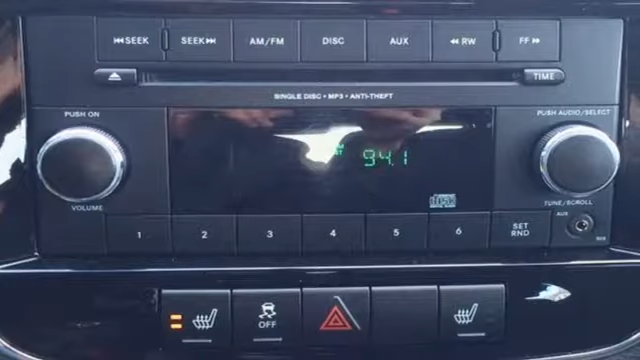 SEEK SEEK AM/FM DISC AUX RW FF
TIME
SINGLE DISC • MP3 • ANTI-THEFT
PUSH ON
PUSH AUDIO/SELECT
94.1
VOLUME
TUNE/SCROLL
1 2 3 4 5 6 SET RND
AUX
OFF